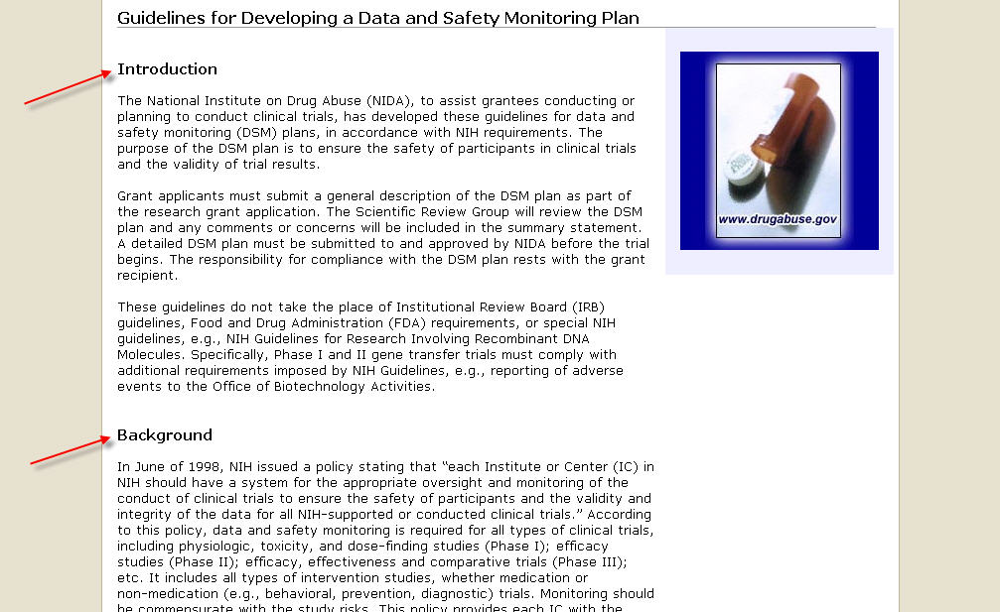 Guidelines for Developing a Data and Safety Monitoring Plan
Introduction
The National Institute on Drug Abuse (NIDA), to assist grantees conducting or
planning to conduct clinical trials, has developed these guidelines for data and
safety monitoring (DSM) plans, in accordance with NIH requirements. The
purpose of the DSM plan is to ensure the safety of participants in clinical trials
and the validity of trial results.
Grant applicants must submit a general description of the DSM plan as part of
the research grant application. The Scientific Review Group will review the DSM
plan and any comments or concerns will be included in the summary statement.
A detailed DSM plan must be submitted to and approved by NIDA before the trial
begins. The responsibility for compliance with the DSM plan rests with the grant
recipient.
These guidelines do not take the place of Institutional Review Board (IRB)
guidelines, Food and Drug Administration (FDA) requirements, or special NIH
guidelines, e.g., NIH Guidelines for Research Involving Recombinant DNA
Molecules. Specifically, Phase I and II gene transfer trials must comply with
additional requirements imposed by NIH Guidelines, e.g., reporting of adverse
events to the Office of Biotechnology Activities.
www.drugabuse.gov
Background
In June of 1998, NIH issued a policy stating that “each Institute or Center (IC) in
NIH should have a system for the appropriate oversight and monitoring of the
conduct of clinical trials to ensure the safety of participants and the validity and
integrity of the data for all NIH-supported or conducted clinical trials.” According
to this policy, data and safety monitoring is required for all types of clinical trials,
including physiologic, toxicity, and dose-finding studies (Phase I); efficacy
studies (Phase II); efficacy, effectiveness and comparative trials (Phase III);
etc. It includes all types of intervention studies, whether medication or
non-medication (e.g., behavioral, prevention, diagnostic) trials. Monitoring should
be commensurate with the study risks. This policy provides each IC with the